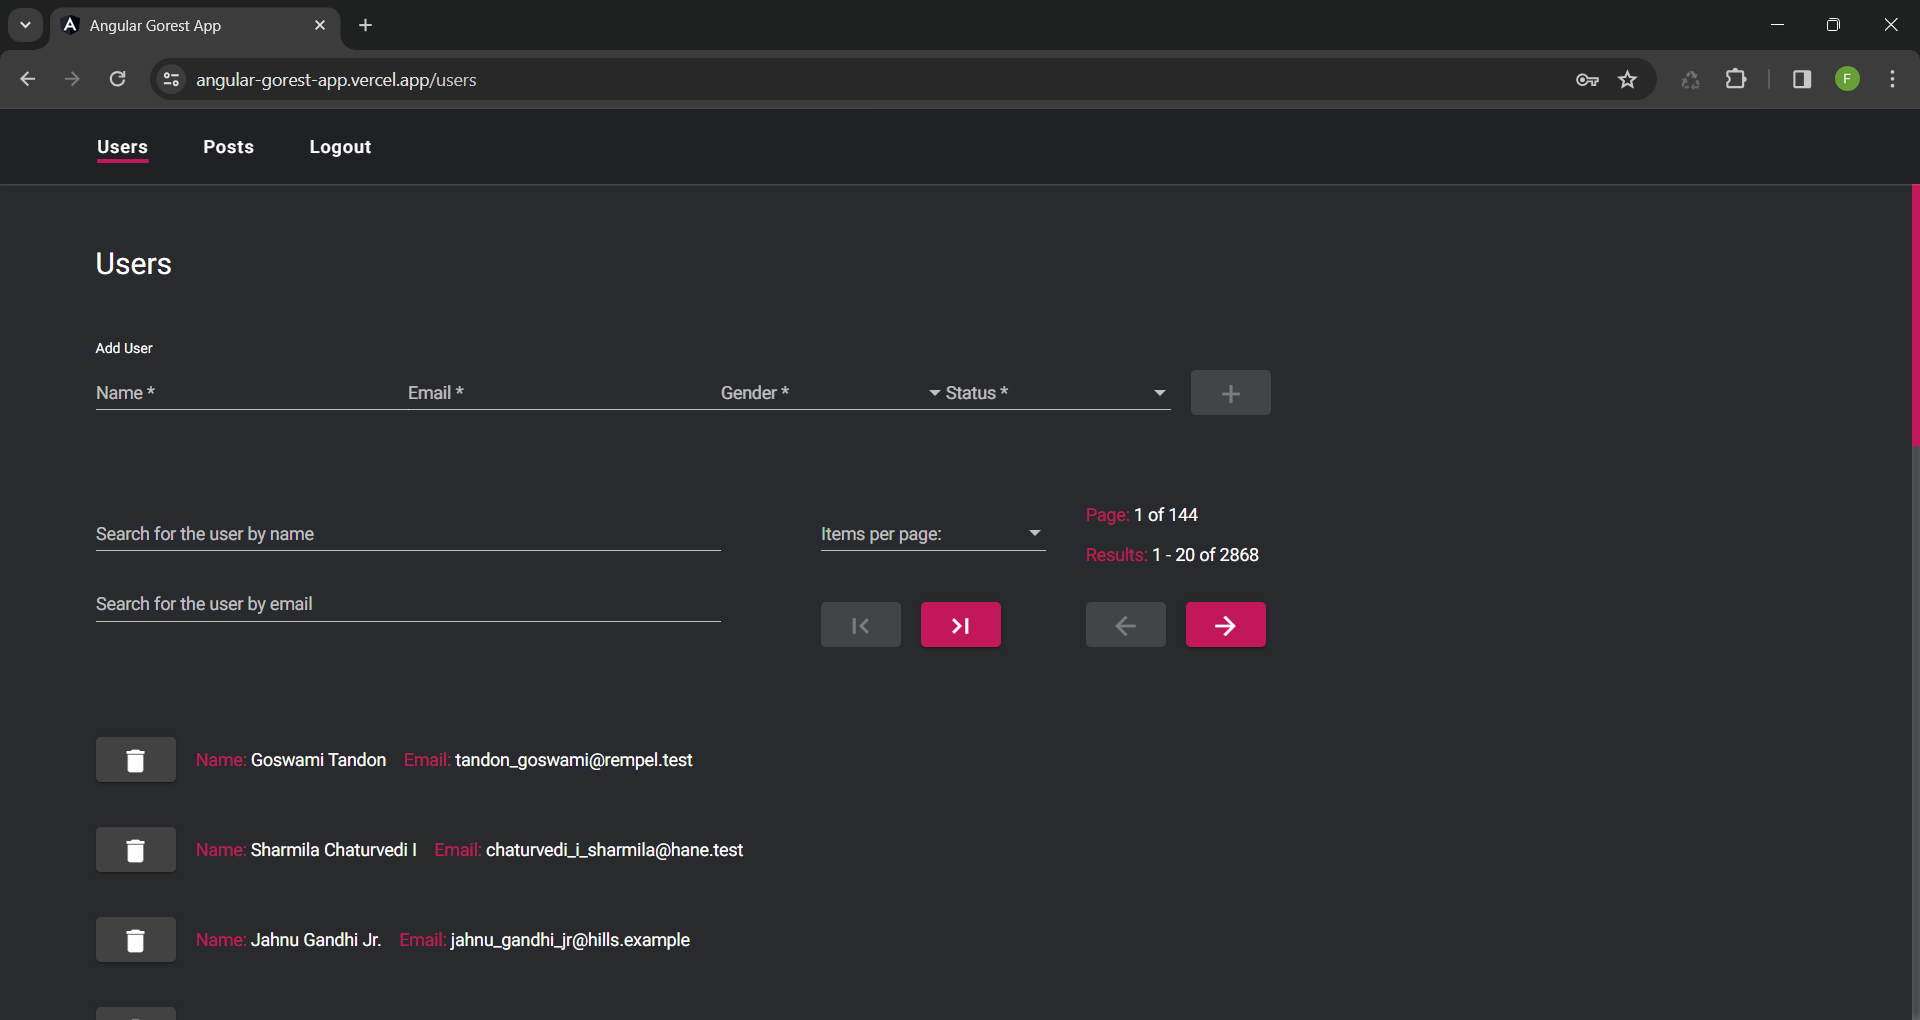 Angular Gorest App
angular-gorest-app.vercel.app/users
F
Users Posts Logout
Users
Add User
Name * Email * Gender * Status *
Search for the user by name
Items per page:
Page: 1 of 144
Results: 1 - 20 of 2868
Search for the user by email
Name: Goswami Tandon Email: tandon_goswami@rempel.test
Name: Sharmila Chaturvedi I Email: chaturvedi_i_sharmila@hane.test
Name: Jahnu Gandhi Jr. Email: jahnu_gandhi_jr@hills.example